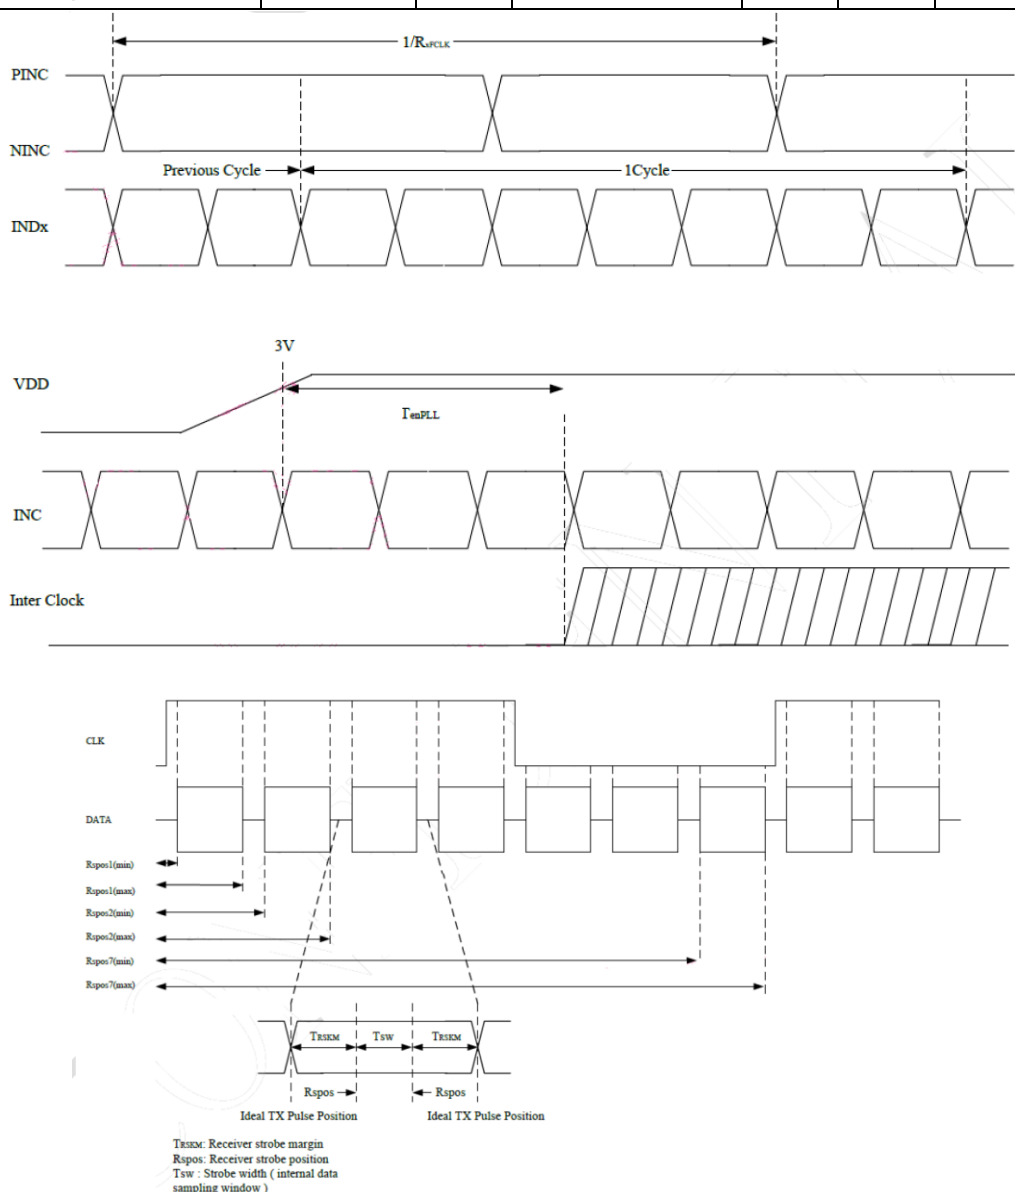 1/RxFCLK
PINC
NINC
Previous Cycle
1Cycle
INDx
3V
VDD
TenPLL
INC
Inter Clock
CLK
DATA
Rspos1(min)
Rspos1(max)
Rspos2(min)
Rspos2(max)
Rspos7(min)
Rspos7(max)
TRSKM TSW TRSKM
Rspos Rspos
Ideal TX Pulse Position Ideal TX Pulse Position
TRSKM: Receiver strobe margin
Rspos: Receiver strobe position
Tsw : Strobe width ( internal data
sampling window )